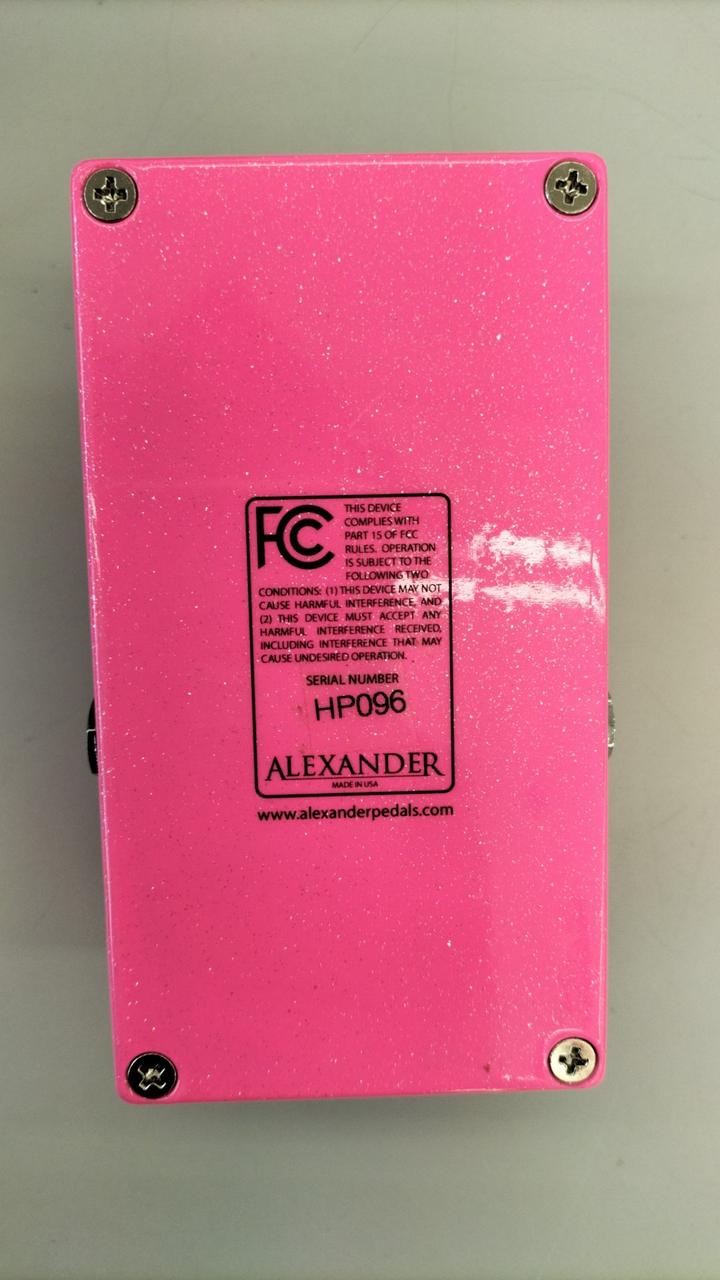 FC
THIS DEVICE
COMPLIES WITH
PART 15 OF FCC
RULES. OPERATION
IS SUBJECT TO THE
FOLLOWING TWO
CONDITIONS: (1) THIS DEVICE MAY NOT
CAUSE HARMFUL INTERFERENCE, AND
(2) THIS DEVICE MUST ACCEPT ANY
HARMFUL INTERFERENCE RECEIVED,
INCLUDING INTERFERENCE THAT MAY
CAUSE UNDESIRED OPERATION.
SERIAL NUMBER
HP096
ALEXANDER
MADE IN USA
www.alexanderpedals.com